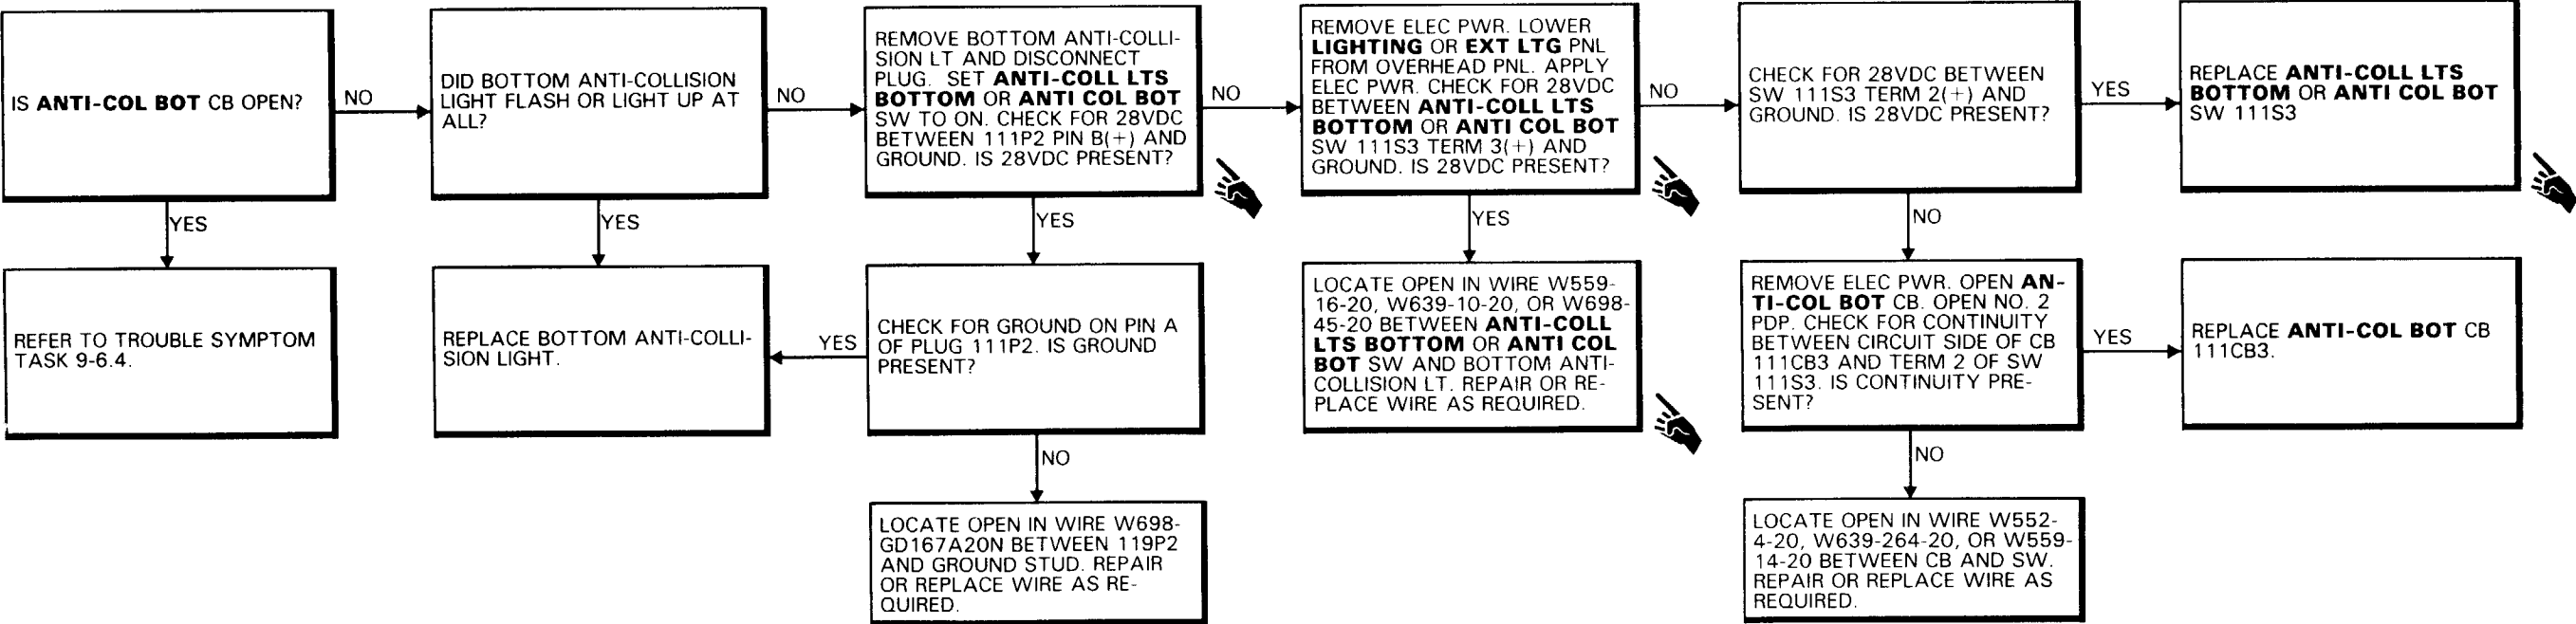 IS ANTI-COL BOT CB OPEN?
NO
YES
REFER TO TROUBLE SYMPTOM
TASK 9-6.4.
DID BOTTOM ANTI-COLLISION
LIGHT FLASH OR LIGHT UP AT
ALL?
NO
YES
REPLACE BOTTOM ANTI-COLLI-
SION LIGHT.
REMOVE BOTTOM ANTI-COLLI-
SION LT AND DISCONNECT
PLUG. SET ANTI-COLL LTS
BOTTOM OR ANTI COL BOT
SW TO ON. CHECK FOR 28VDC
BETWEEN 111P2 PIN B(+) AND
GROUND. IS 28VDC PRESENT?
NO
YES
CHECK FOR GROUND ON PIN A
OF PLUG 111P2. IS GROUND
PRESENT?
YES
NO
LOCATE OPEN IN WIRE W698-
GD167A20N BETWEEN 119P2
AND GROUND STUD. REPAIR
OR REPLACE WIRE AS RE-
QUIRED.
REMOVE ELEC PWR. LOWER
LIGHTING OR EXT LTG PNL
FROM OVERHEAD PNL. APPLY
ELEC PWR. CHECK FOR 28VDC
BETWEEN ANTI-COLL LTS
BOTTOM OR ANTI COL BOT
SW 111S3 TERM 3(+) AND
GROUND. IS 28VDC PRESENT?
NO
YES
LOCATE OPEN IN WIRE W559-
16-20, W639-10-20, OR W698-
45-20 BETWEEN ANTI-COLL
LTS BOTTOM OR ANTI COL
BOT SW AND BOTTOM ANTI-
COLLISION LT. REPAIR OR RE-
PLACE WIRE AS REQUIRED.
CHECK FOR 28VDC BETWEEN
SW 111S3 TERM 2(+) AND
GROUND. IS 28VDC PRESENT?
YES
NO
REMOVE ELEC PWR. OPEN AN-
TI-COL BOT CB. OPEN NO. 2
PDP. CHECK FOR CONTINUITY
BETWEEN CIRCUIT SIDE OF CB
111CB3 AND TERM 2 OF SW
111S3. IS CONTINUITY PRE-
SENT?
YES
NO
LOCATE OPEN IN WIRE W552-
4-20, W639-264-20, OR W559-
14-20 BETWEEN CB AND SW.
REPAIR OR REPLACE WIRE AS
REQUIRED.
REPLACE ANTI-COLL LTS
BOTTOM OR ANTI COL BOT
SW 111S3
REPLACE ANTI-COL BOT CB
111CB3.